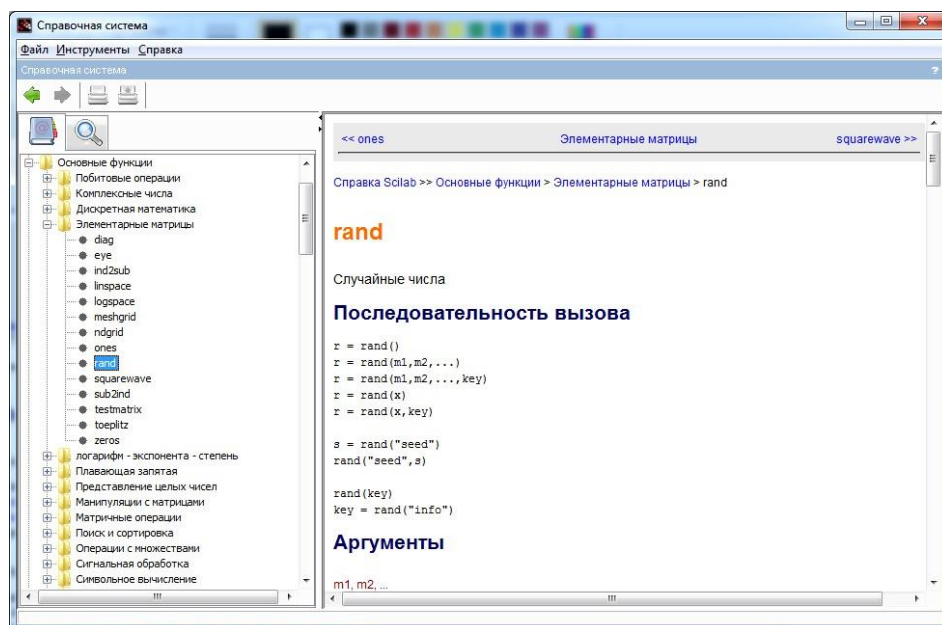 Справочная система
Файл Инструменты Справка
Справочная система ?
Основные функции
Побитовые операции
Комплексные числа
Дискретная математика
Элементарные матрицы
diag
eye
ind2sub
linspace
logspace
meshgrid
ndgrid
ones
rand
squarewave
sub2ind
testmatrix
toeplitz
zeros
логарифм - экспонента - степень
Плавающая запятая
Представление целых чисел
Манипуляции с матрицами
Матричные операции
Поиск и сортировка
Операции с множествами
Сигнальная обработка
Символьное вычисление
<< ones Элементарные матрицы squarewave >>
Справка Scilab >> Основные функции > Элементарные матрицы > rand
rand
Случайные числа
Последовательность вызова
r = rand()
r = rand(m1,m2,...)
r = rand(m1,m2,...,key)
r = rand(x)
r = rand(x,key)
s = rand("seed")
rand("seed",s)
rand(key)
key = rand("info")
Аргументы
m1, m2, ...